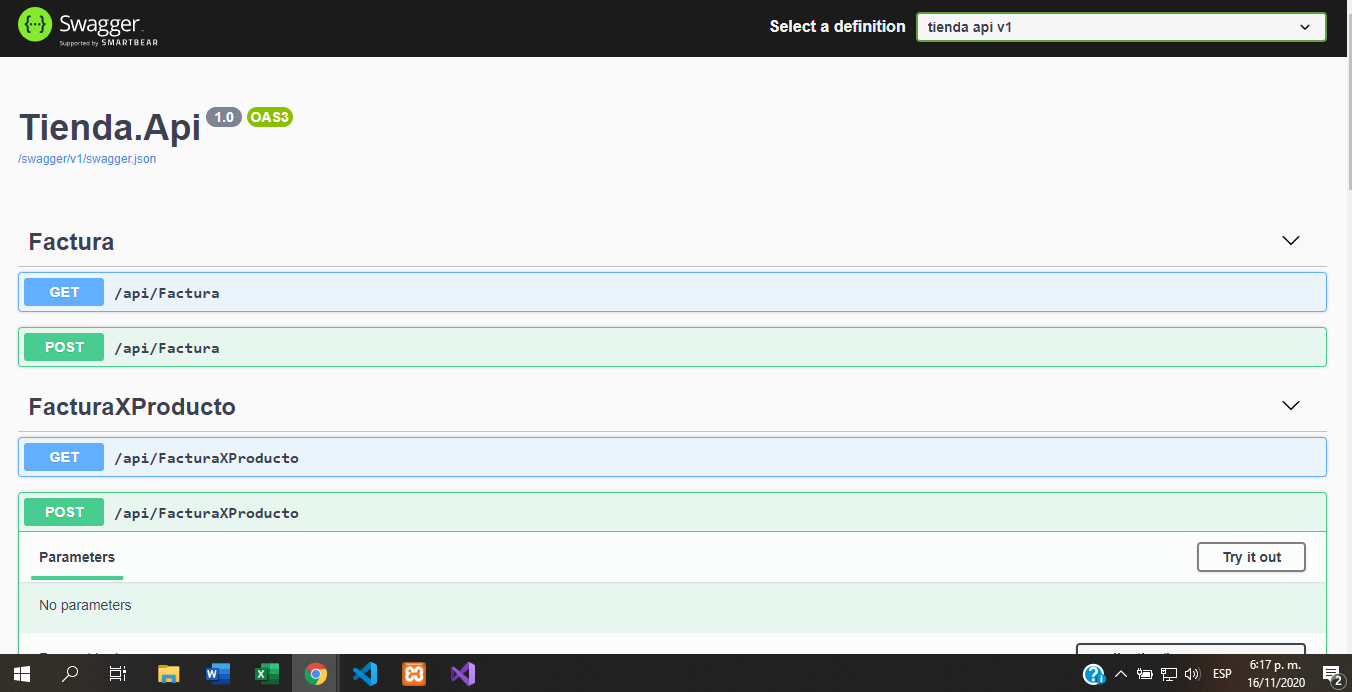 Swagger
Supported by SMARTBEAR
Select a definition
tienda api v1
Tienda.Api 1.0 OAS3
/swagger/v1/swagger.json
Factura
GET /api/Factura
POST /api/Factura
FacturaXProducto
GET /api/FacturaXProducto
POST /api/FacturaXProducto
Parameters
Try it out
No parameters
ESP
6:17 p. m.
16/11/2020
2